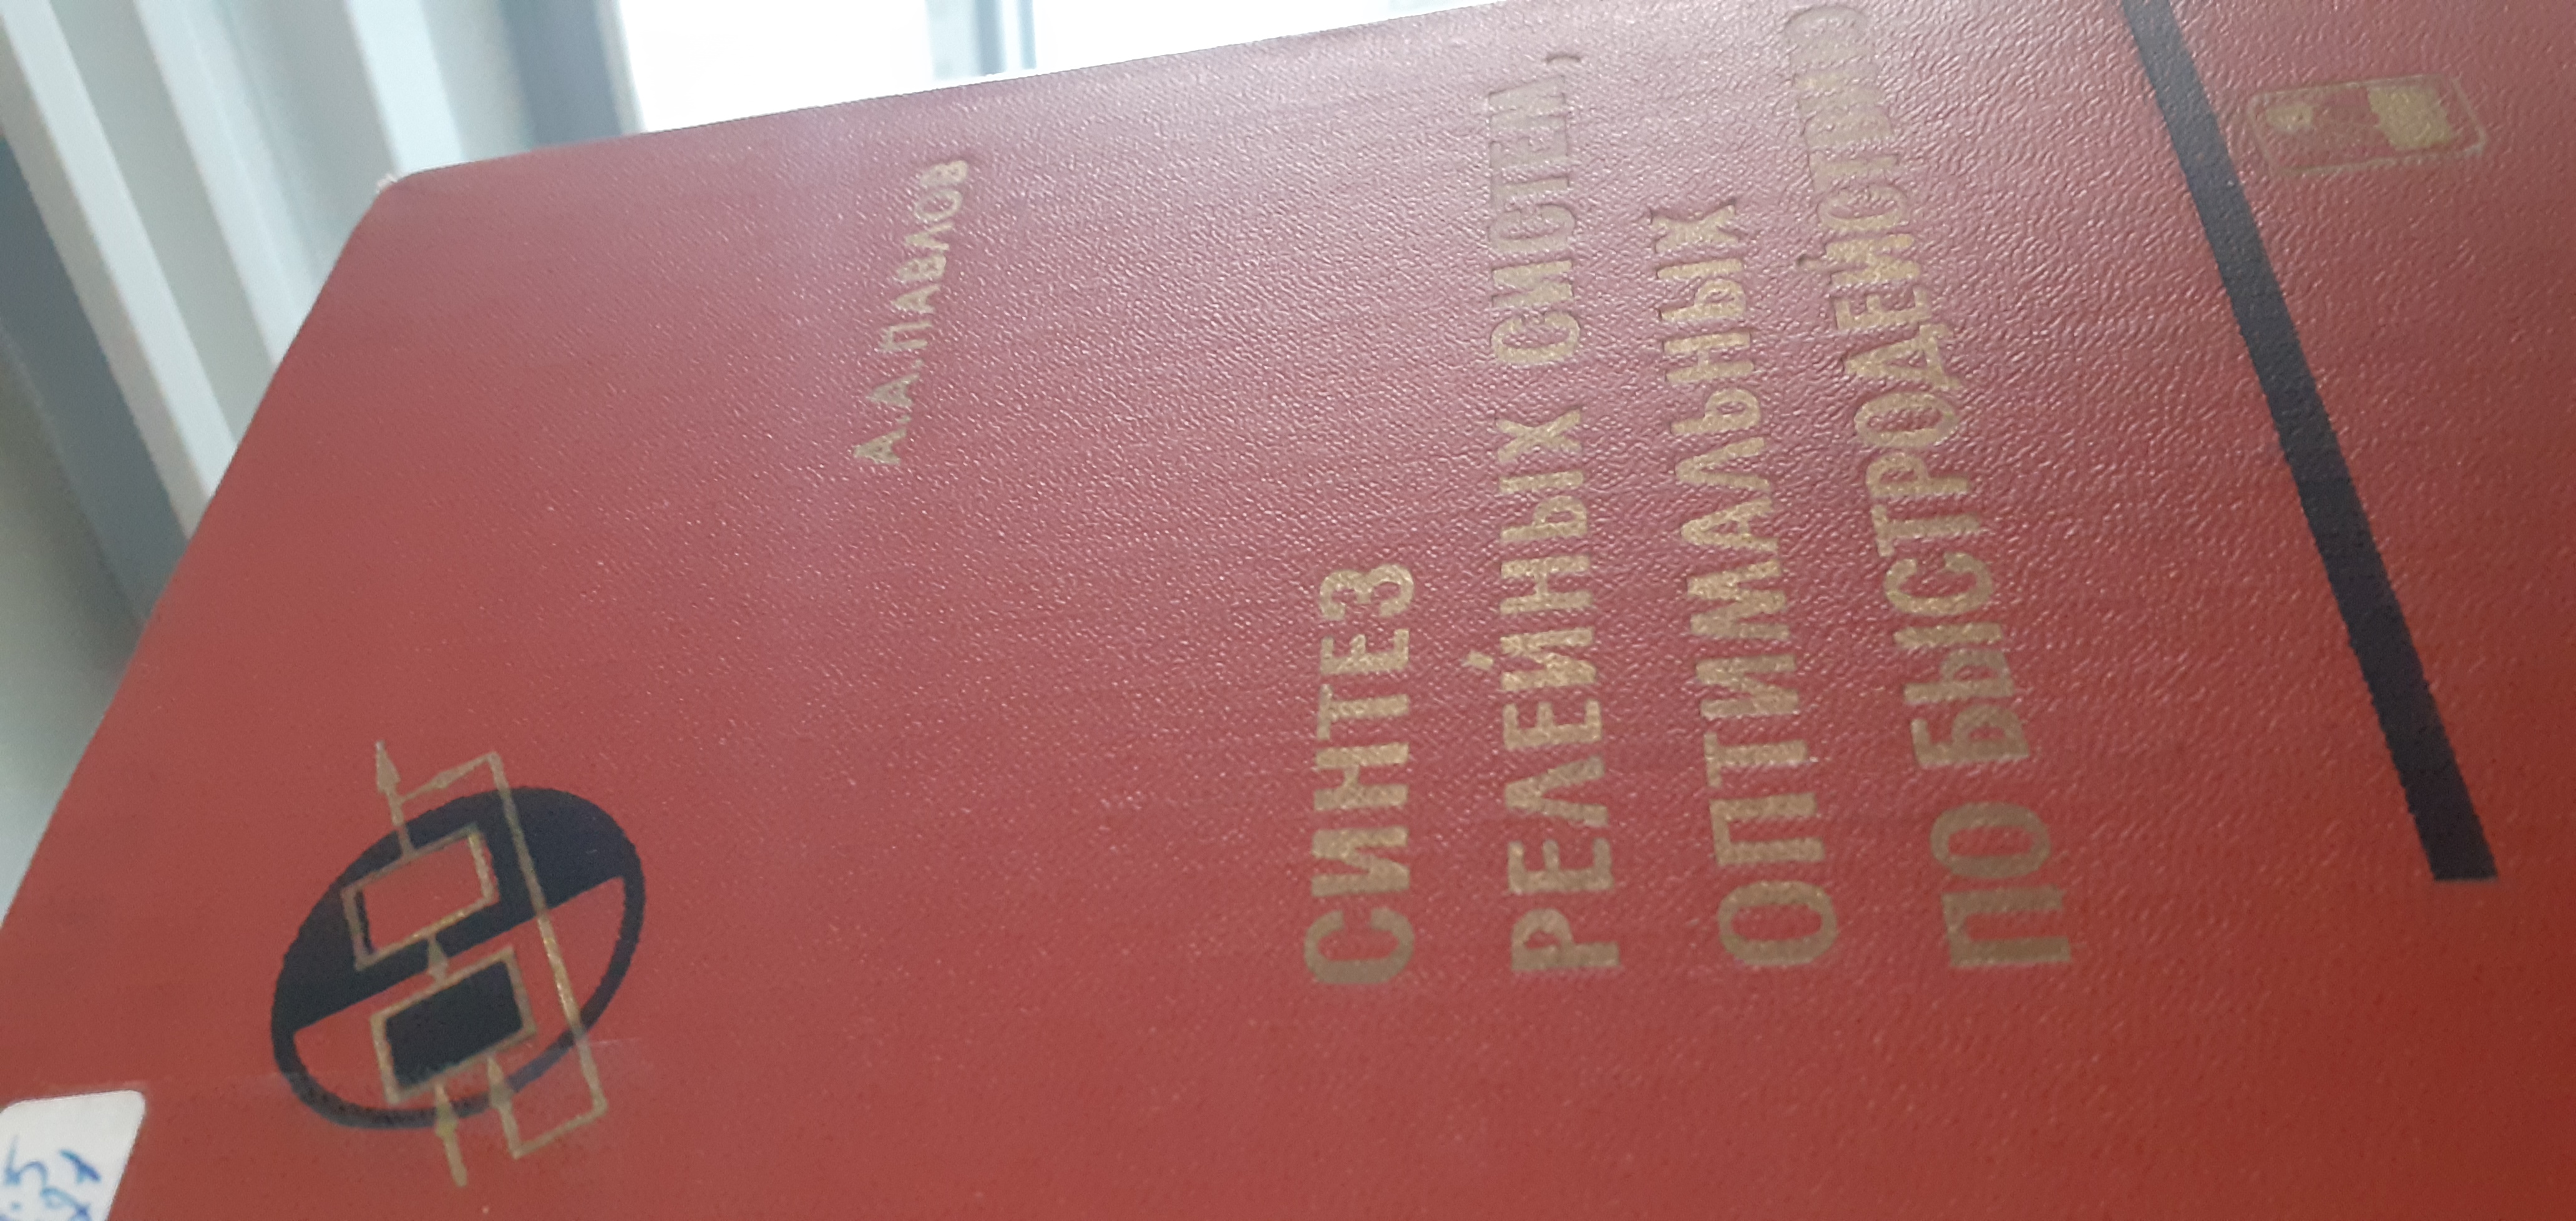 А.А.ПАВЛОВ
СИНТЕЗ
РЕЛЕЙНЫХ СИСТЕМ,
ОПТИМАЛЬНЫХ
ПО БЫСТРОДЕЙСТВИЮ